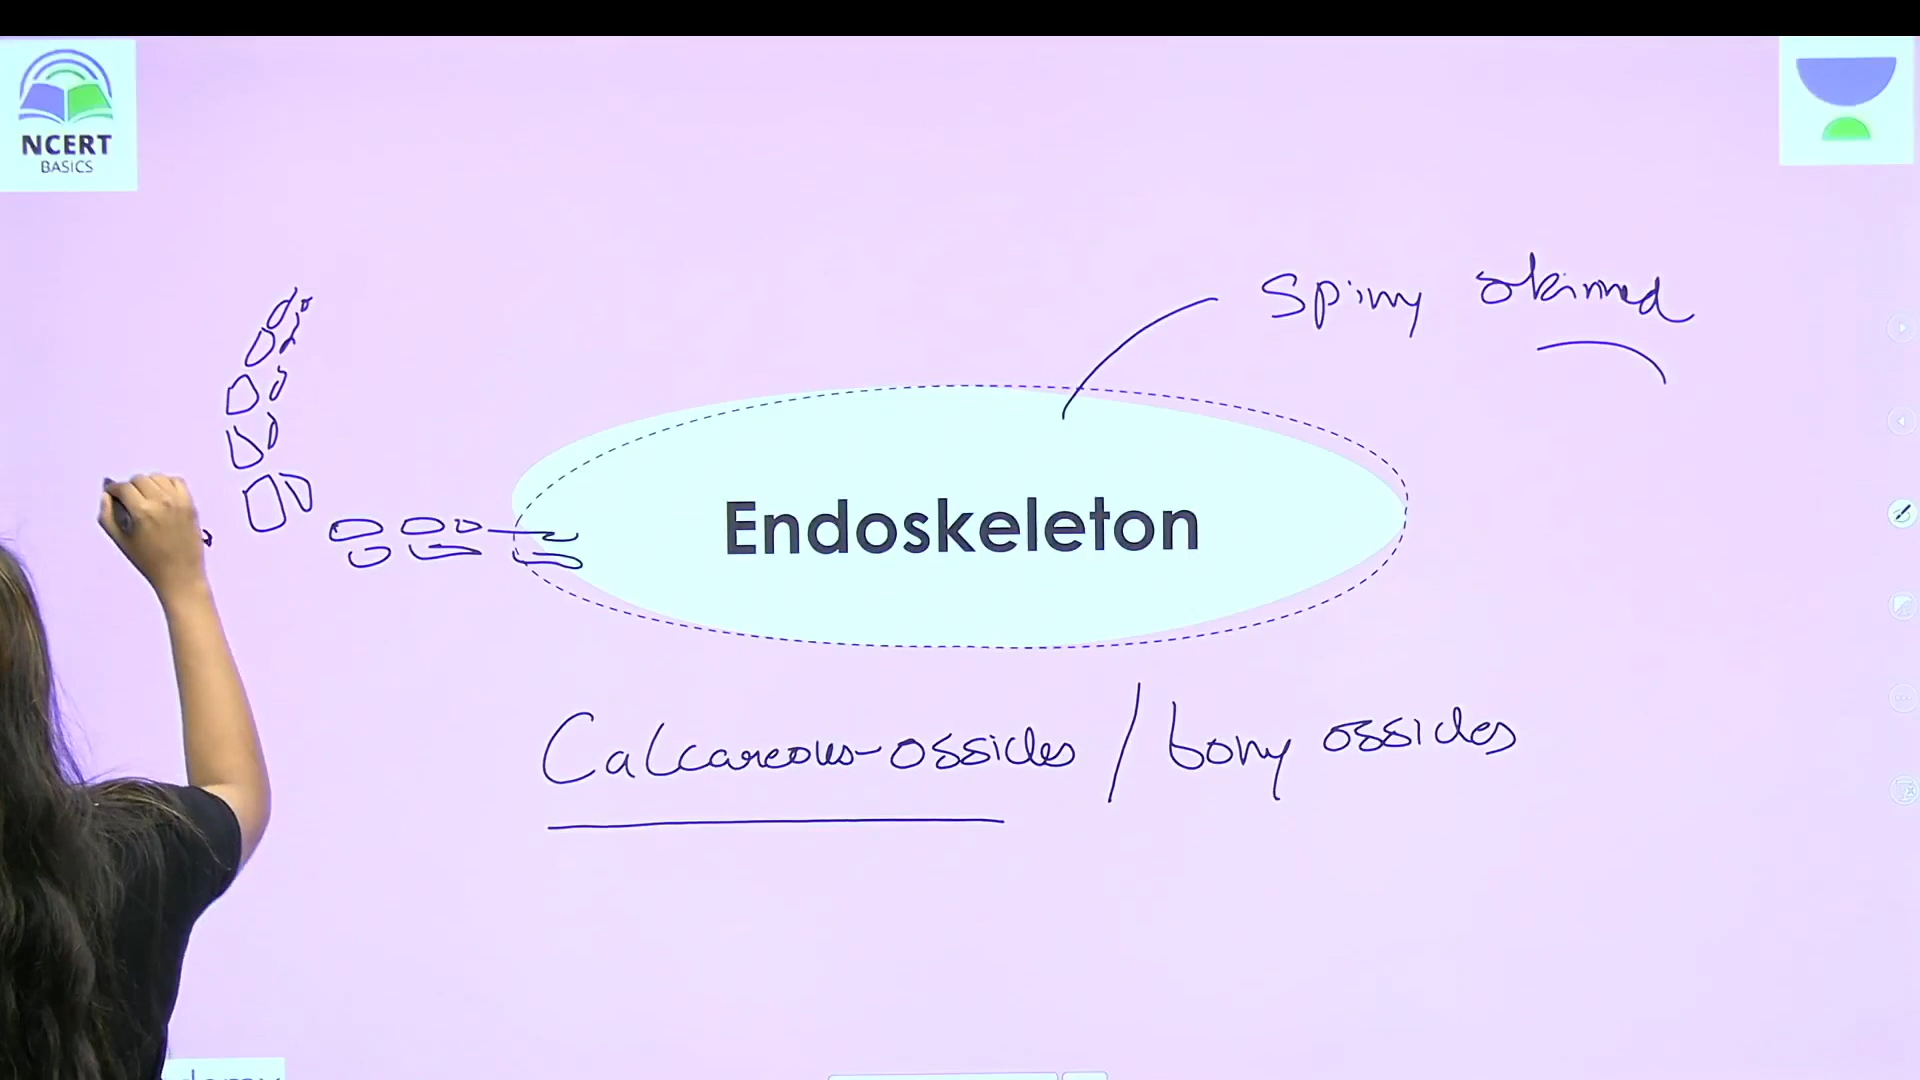 NCERT
BASICS
Spiny skinned
Endoskeleton
Calcareous-ossicles / bony ossicles